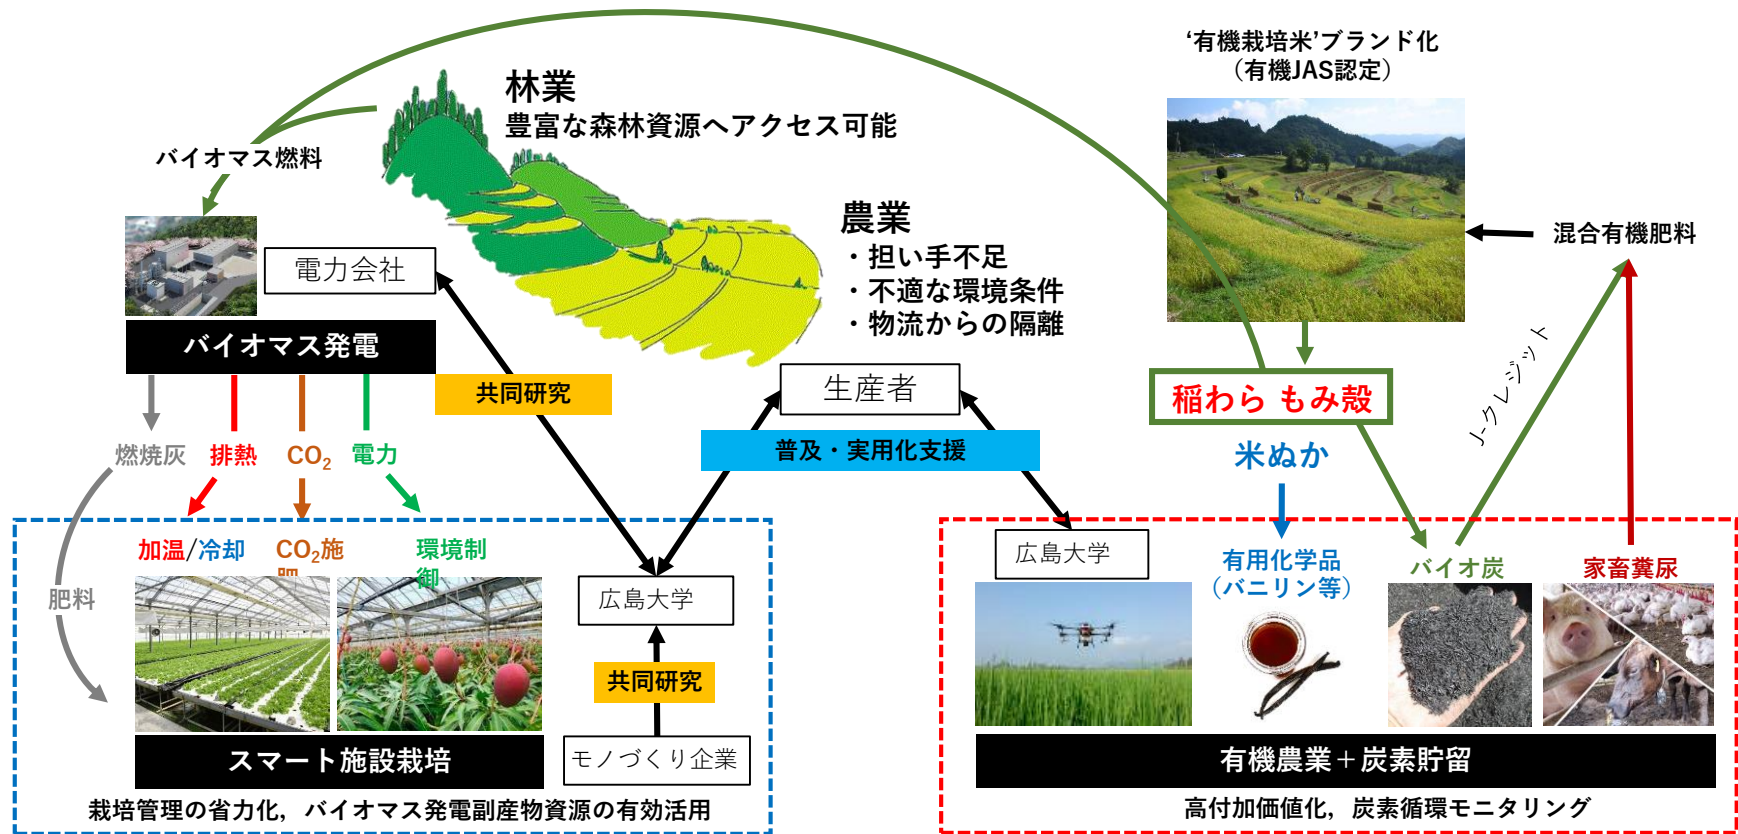 ‘有機栽培米’ブランド化
（有機JAS認定）
林業
豊富な森林資源へアクセス可能
バイオマス燃料
農業
・担い手不足
・不適な環境条件
・物流からの隔離
混合有機肥料
電力会社
バイオマス発電
共同研究
生産者
稲わら もみ殻
J-クレジット
普及・実用化支援
米ぬか
燃焼灰
排熱
CO₂
電力
加温/冷却
CO₂施
肥
環境制
御
肥料
広島大学
共同研究
モノづくり企業
スマート施設栽培
栽培管理の省力化，バイオマス発電副産物資源の有効活用
広島大学
有用化学品
（バニリン等）
バイオ炭
家畜糞尿
有機農業＋炭素貯留
高付加価値化，炭素循環モニタリング